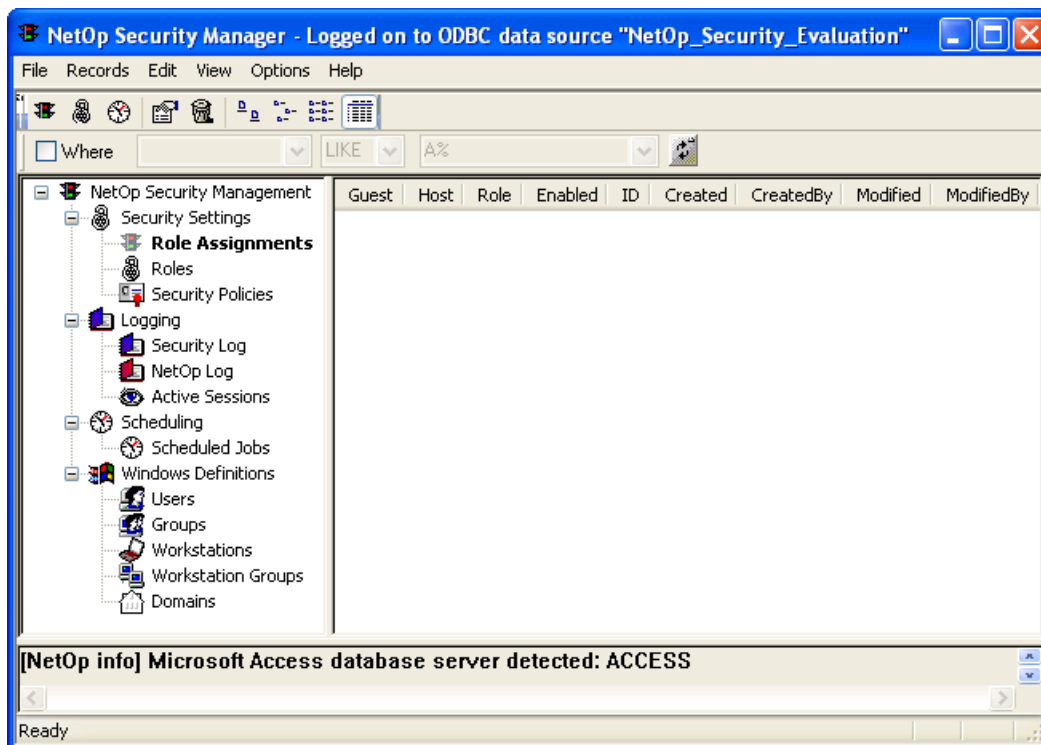 NetOp Security Manager - Logged on to ODBC data source "NetOp_Security_Evaluation"
File Records Edit View Options Help
Where LIKE A%
NetOp Security Management
Security Settings
Role Assignments
Roles
Security Policies
Logging
Security Log
NetOp Log
Active Sessions
Scheduling
Scheduled Jobs
Windows Definitions
Users
Groups
Workstations
Workstation Groups
Domains
Guest Host Role Enabled ID Created CreatedBy Modified ModifiedBy
[NetOp info] Microsoft Access database server detected: ACCESS
Ready